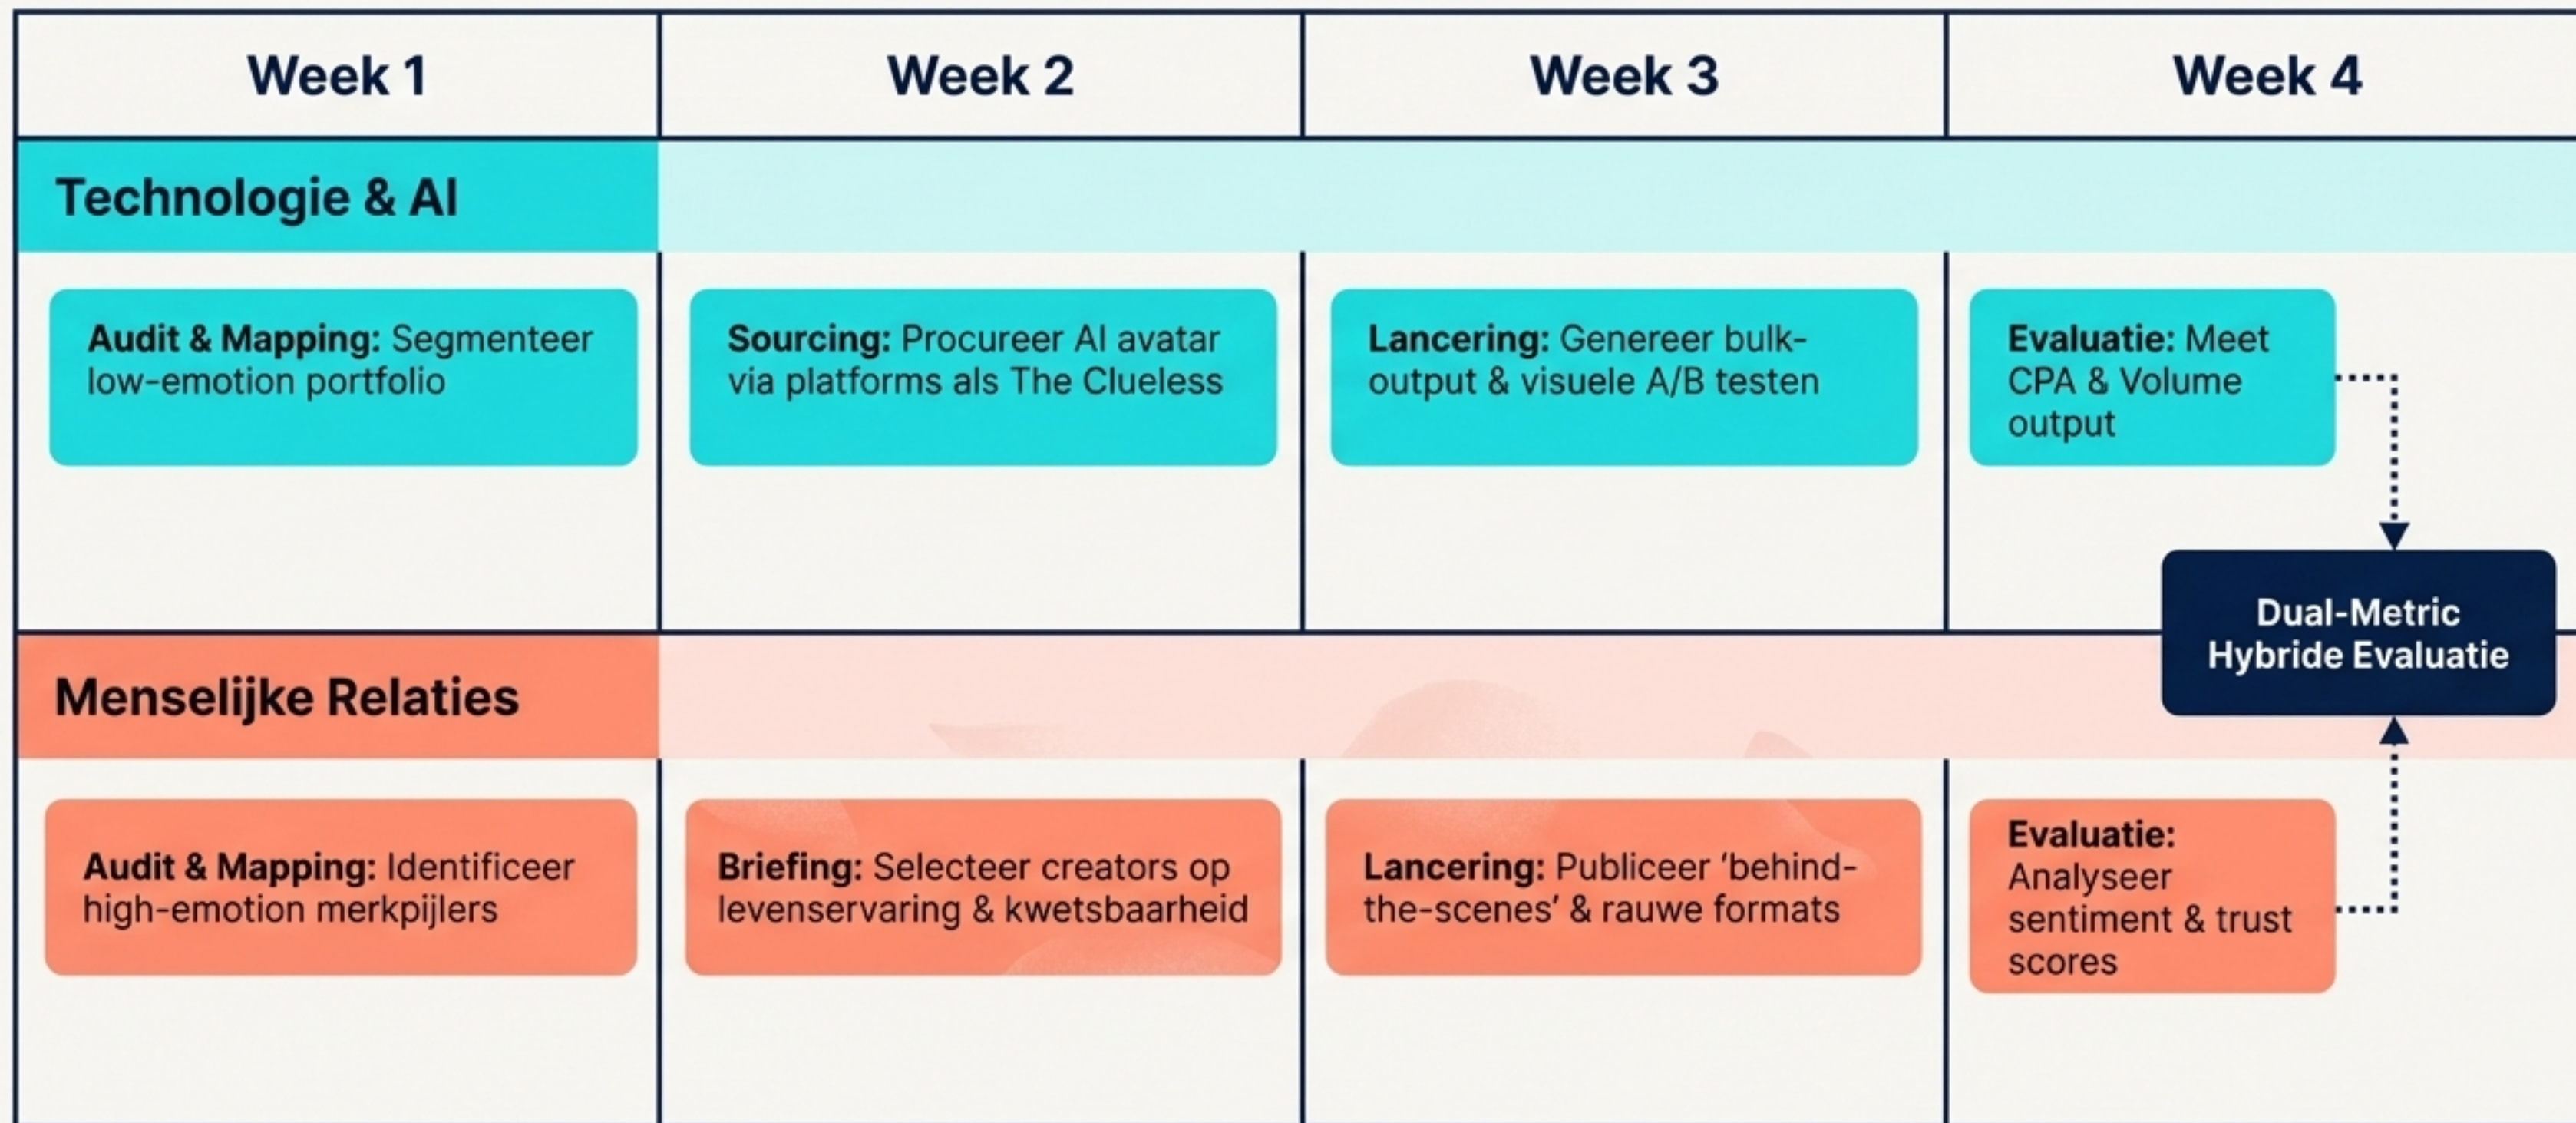 Week 1
Week 2
Week 3
Week 4
Technologie & AI
Audit & Mapping: Segmenteer
low-emotion portfolio
Sourcing: Procureer AI avatar
via platforms als The Clueless
Lancering: Genereer bulk-
output & visuele A/B testen
Evaluatie: Meet
CPA & Volume
output
Dual-Metric
Hybride Evaluatie
Menselijke Relaties
Audit & Mapping: Identificeer
high-emotion merkpijlers
Briefing: Selecteer creators op
levenservaring & kwetsbaarheid
Lancering: Publiceer ‘behind-
the-scenes’ & rauwe formats
Evaluatie:
Analyseer
sentiment & trust
scores